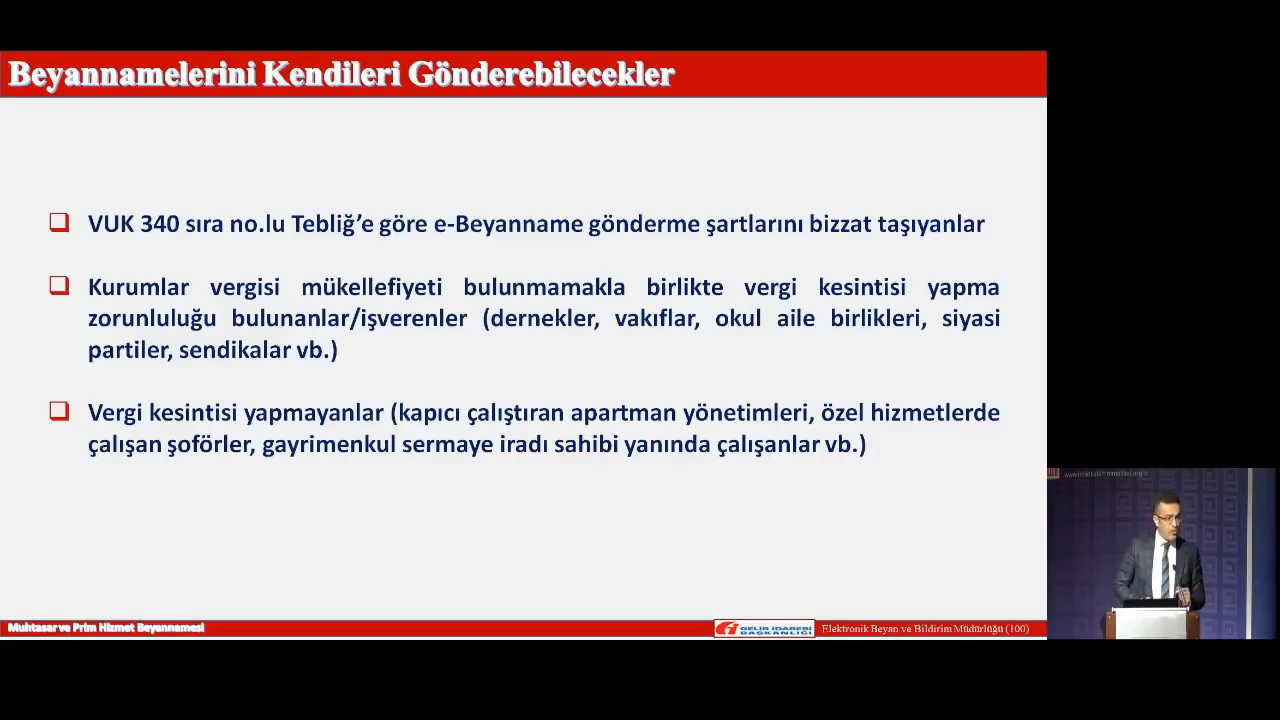 Beyannamelerini Kendileri Gönderebilecekler
VUK 340 sıra no.lu Tebliğ’e göre e-Beyanname gönderme şartlarını bizzat taşıyanlar
Kurumlar vergisi mükellefiyeti bulunmamakla birlikte vergi kesintisi yapma
zorunluluğu bulunanlar/işverenler (dernekler, vakıflar, okul aile birlikleri, siyasi
partiler, sendikalar vb.)
Vergi kesintisi yapmayanlar (kapıcı çalıştıran apartman yönetimleri, özel hizmetlerde
çalışan şoförler, gayrimenkul sermaye iradı sahibi yanında çalışanlar vb.)
Muhtasar ve Prim Hizmet Beyannamesi
GELİR İDARESİ
BAŞKANLIĞI
Elektronik Beyan ve Bildirim Müdürlüğü (100)